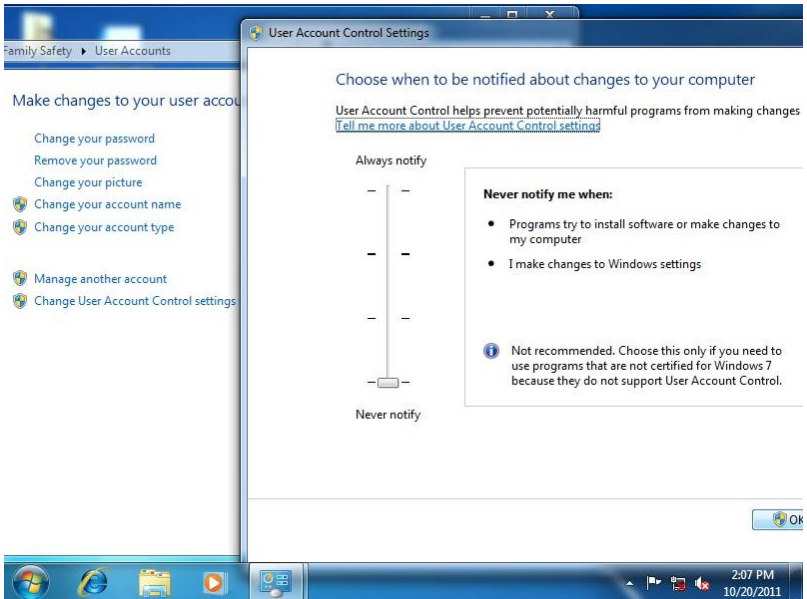 User Account Control Settings
Family Safety ▸ User Accounts
Make changes to your user accou
Change your password
Remove your password
Change your picture
Change your account name
Change your account type
Manage another account
Change User Account Control settings
Choose when to be notified about changes to your computer
User Account Control helps prevent potentially harmful programs from making changes
Tell me more about User Account Control settings
Always notify
Never notify me when:
• Programs try to install software or make changes to
my computer
• I make changes to Windows settings
Not recommended. Choose this only if you need to
use programs that are not certified for Windows 7
because they do not support User Account Control.
Never notify
OK
2:07 PM
10/20/2011